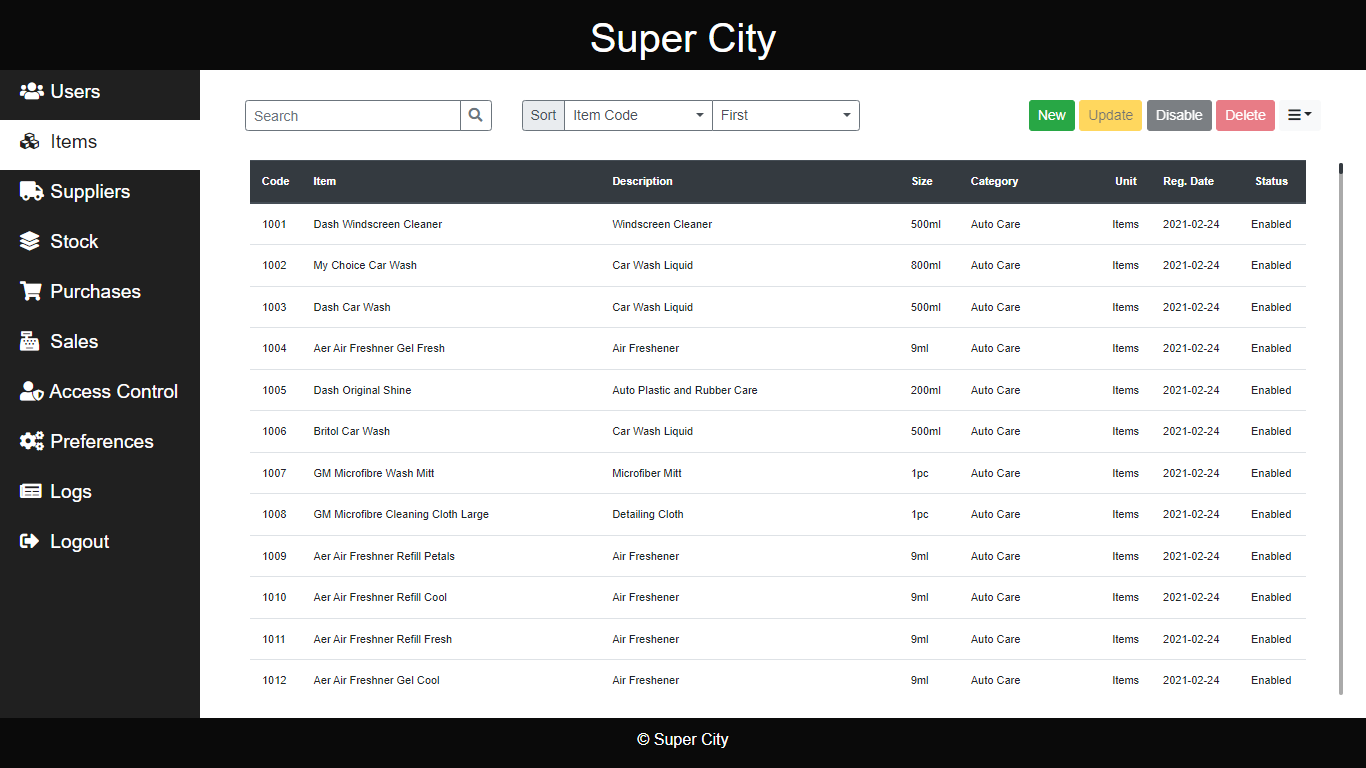 Super City
Users
Items
Suppliers
Stock
Purchases
Sales
Access Control
Preferences
Logs
Logout
Search Sort Item Code First New Update Disable Delete
Code Item Description Size Category Unit Reg. Date Status
1001 Dash Windscreen Cleaner Windscreen Cleaner 500ml Auto Care Items 2021-02-24 Enabled
1002 My Choice Car Wash Car Wash Liquid 800ml Auto Care Items 2021-02-24 Enabled
1003 Dash Car Wash Car Wash Liquid 500ml Auto Care Items 2021-02-24 Enabled
1004 Aer Air Freshner Gel Fresh Air Freshener 9ml Auto Care Items 2021-02-24 Enabled
1005 Dash Original Shine Auto Plastic and Rubber Care 200ml Auto Care Items 2021-02-24 Enabled
1006 Britol Car Wash Car Wash Liquid 500ml Auto Care Items 2021-02-24 Enabled
1007 GM Microfibre Wash Mitt Microfiber Mitt 1pc Auto Care Items 2021-02-24 Enabled
1008 GM Microfibre Cleaning Cloth Large Detailing Cloth 1pc Auto Care Items 2021-02-24 Enabled
1009 Aer Air Freshner Refill Petals Air Freshener 9ml Auto Care Items 2021-02-24 Enabled
1010 Aer Air Freshner Refill Cool Air Freshener 9ml Auto Care Items 2021-02-24 Enabled
1011 Aer Air Freshner Refill Fresh Air Freshener 9ml Auto Care Items 2021-02-24 Enabled
1012 Aer Air Freshner Gel Cool Air Freshener 9ml Auto Care Items 2021-02-24 Enabled
© Super City